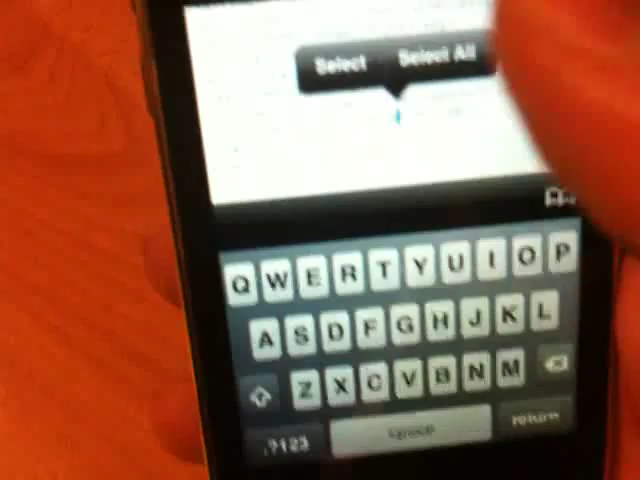 Select Select All
Q W E R T Y U I O P
A S D F G H J K L
Z X C V B N M
.?123 space return